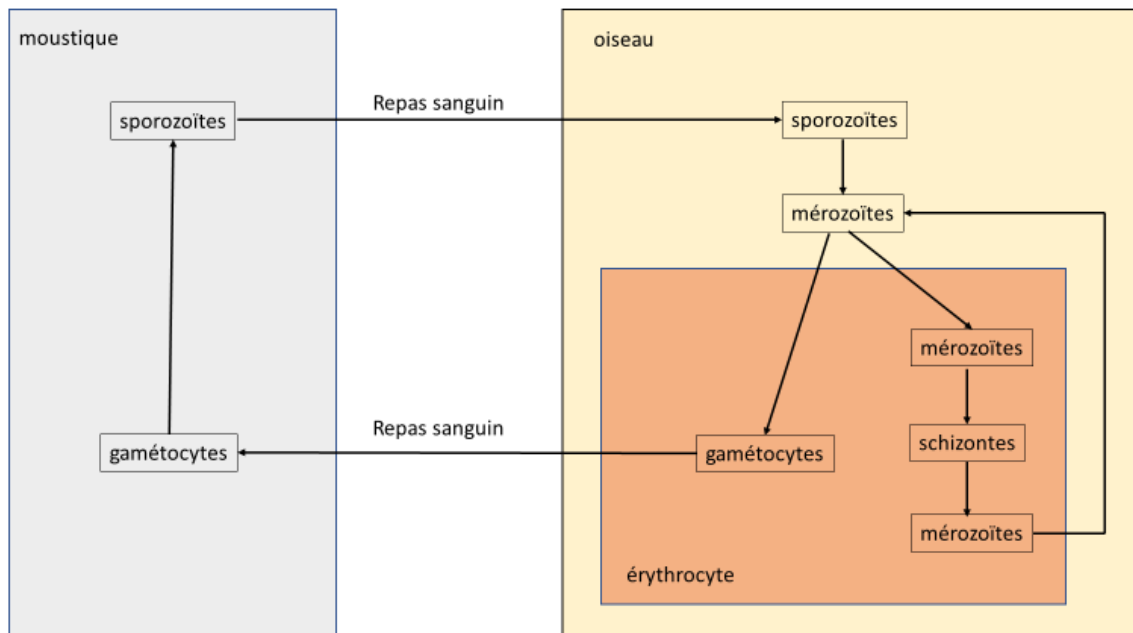 moustique
oiseau
Repas sanguin
sporozoïtes
sporozoïtes
mérozoïtes
mérozoïtes
Repas sanguin
gamétocytes
gamétocytes
schizontes
mérozoïtes
érythrocyte